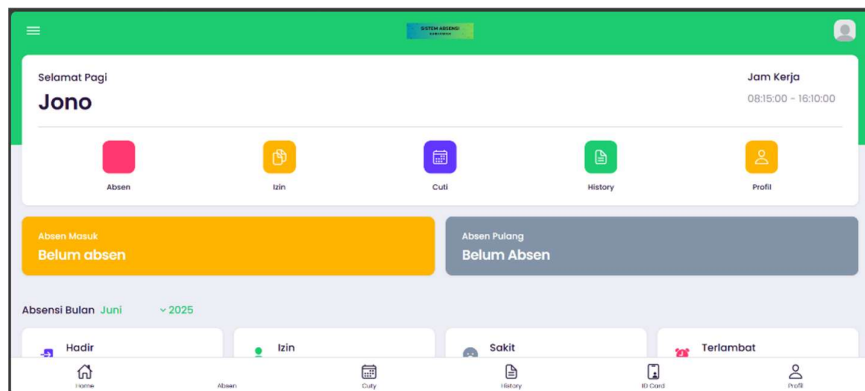 SISTEM ABSENSI
Selamat Pagi
Jono
Jam Kerja
08:15:00 - 16:10:00
Absen
Izin
Cuti
History
Profil
Absen Masuk
Belum absen
Absen Pulang
Belum Absen
Absensi Bulan Juni 2025
Hadir
Izin
Sakit
Terlambat
Home
Absen
Cuty
History
ID Card
Profil